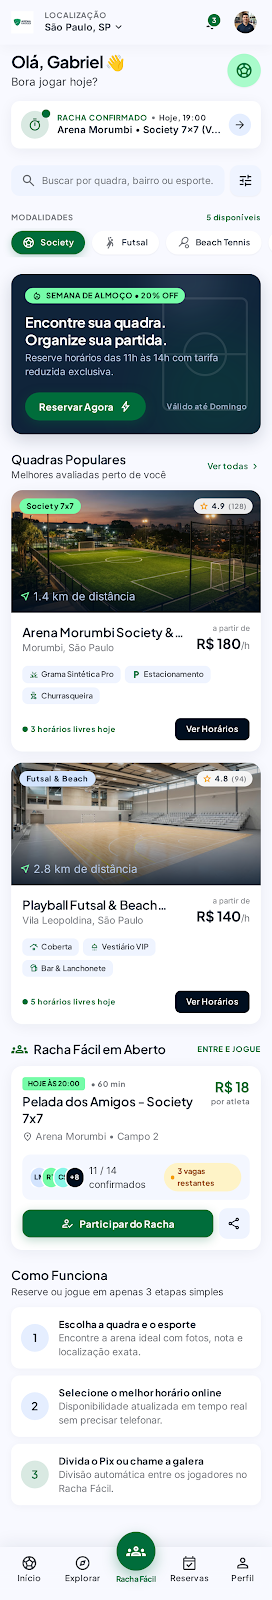 LOCALIZAÇÃO
São Paulo, SP
3
Olá, Gabriel 👋
Bora jogar hoje?
RACHA CONFIRMADO • Hoje, 19:00
Arena Morumbi • Society 7x7 (V...
Buscar por quadra, bairro ou esporte.
MODALIDADES
5 disponíveis
Society
Futsal
Beach Tennis
SEMANA DE ALMOÇO • 20% OFF
Encontre sua quadra.
Organize sua partida.
Reserve horários das 11h às 14h com tarifa
reduzida exclusiva.
Reservar Agora
Válido até Domingo
Quadras Populares
Melhores avaliadas perto de você
Ver todas
Society 7x7
4.9 (128)
1.4 km de distância
Arena Morumbi Society &...
Morumbi, São Paulo
a partir de
R$ 180/h
Grama Sintética Pro
Estacionamento
Churrasqueira
3 horários livres hoje
Ver Horários
Futsal & Beach
4.8 (94)
2.8 km de distância
Playball Futsal & Beach...
Vila Leopoldina, São Paulo
a partir de
R$ 140/h
Coberta
Vestiário VIP
Bar & Lanchonete
5 horários livres hoje
Ver Horários
Racha Fácil em Aberto
ENTRE E JOGUE
HOJE ÀS 20:00
• 60 min
Pelada dos Amigos - Society
7x7
R$ 18
por atleta
Arena Morumbi • Campo 2
+8
11 / 14
confirmados
3 vagas
restantes
Participar do Racha
Como Funciona
Reserve ou jogue em apenas 3 etapas simples
1
Escolha a quadra e o esporte
Encontre a arena ideal com fotos, nota e
localização exata.
2
Selecione o melhor horário online
Disponibilidade atualizada em tempo real
sem precisar telefonar.
3
Divida o Pix ou chame a galera
Divisão automática entre os jogadores no
Racha Fácil.
Início
Explorar
Racha Fácil
Reservas
Perfil